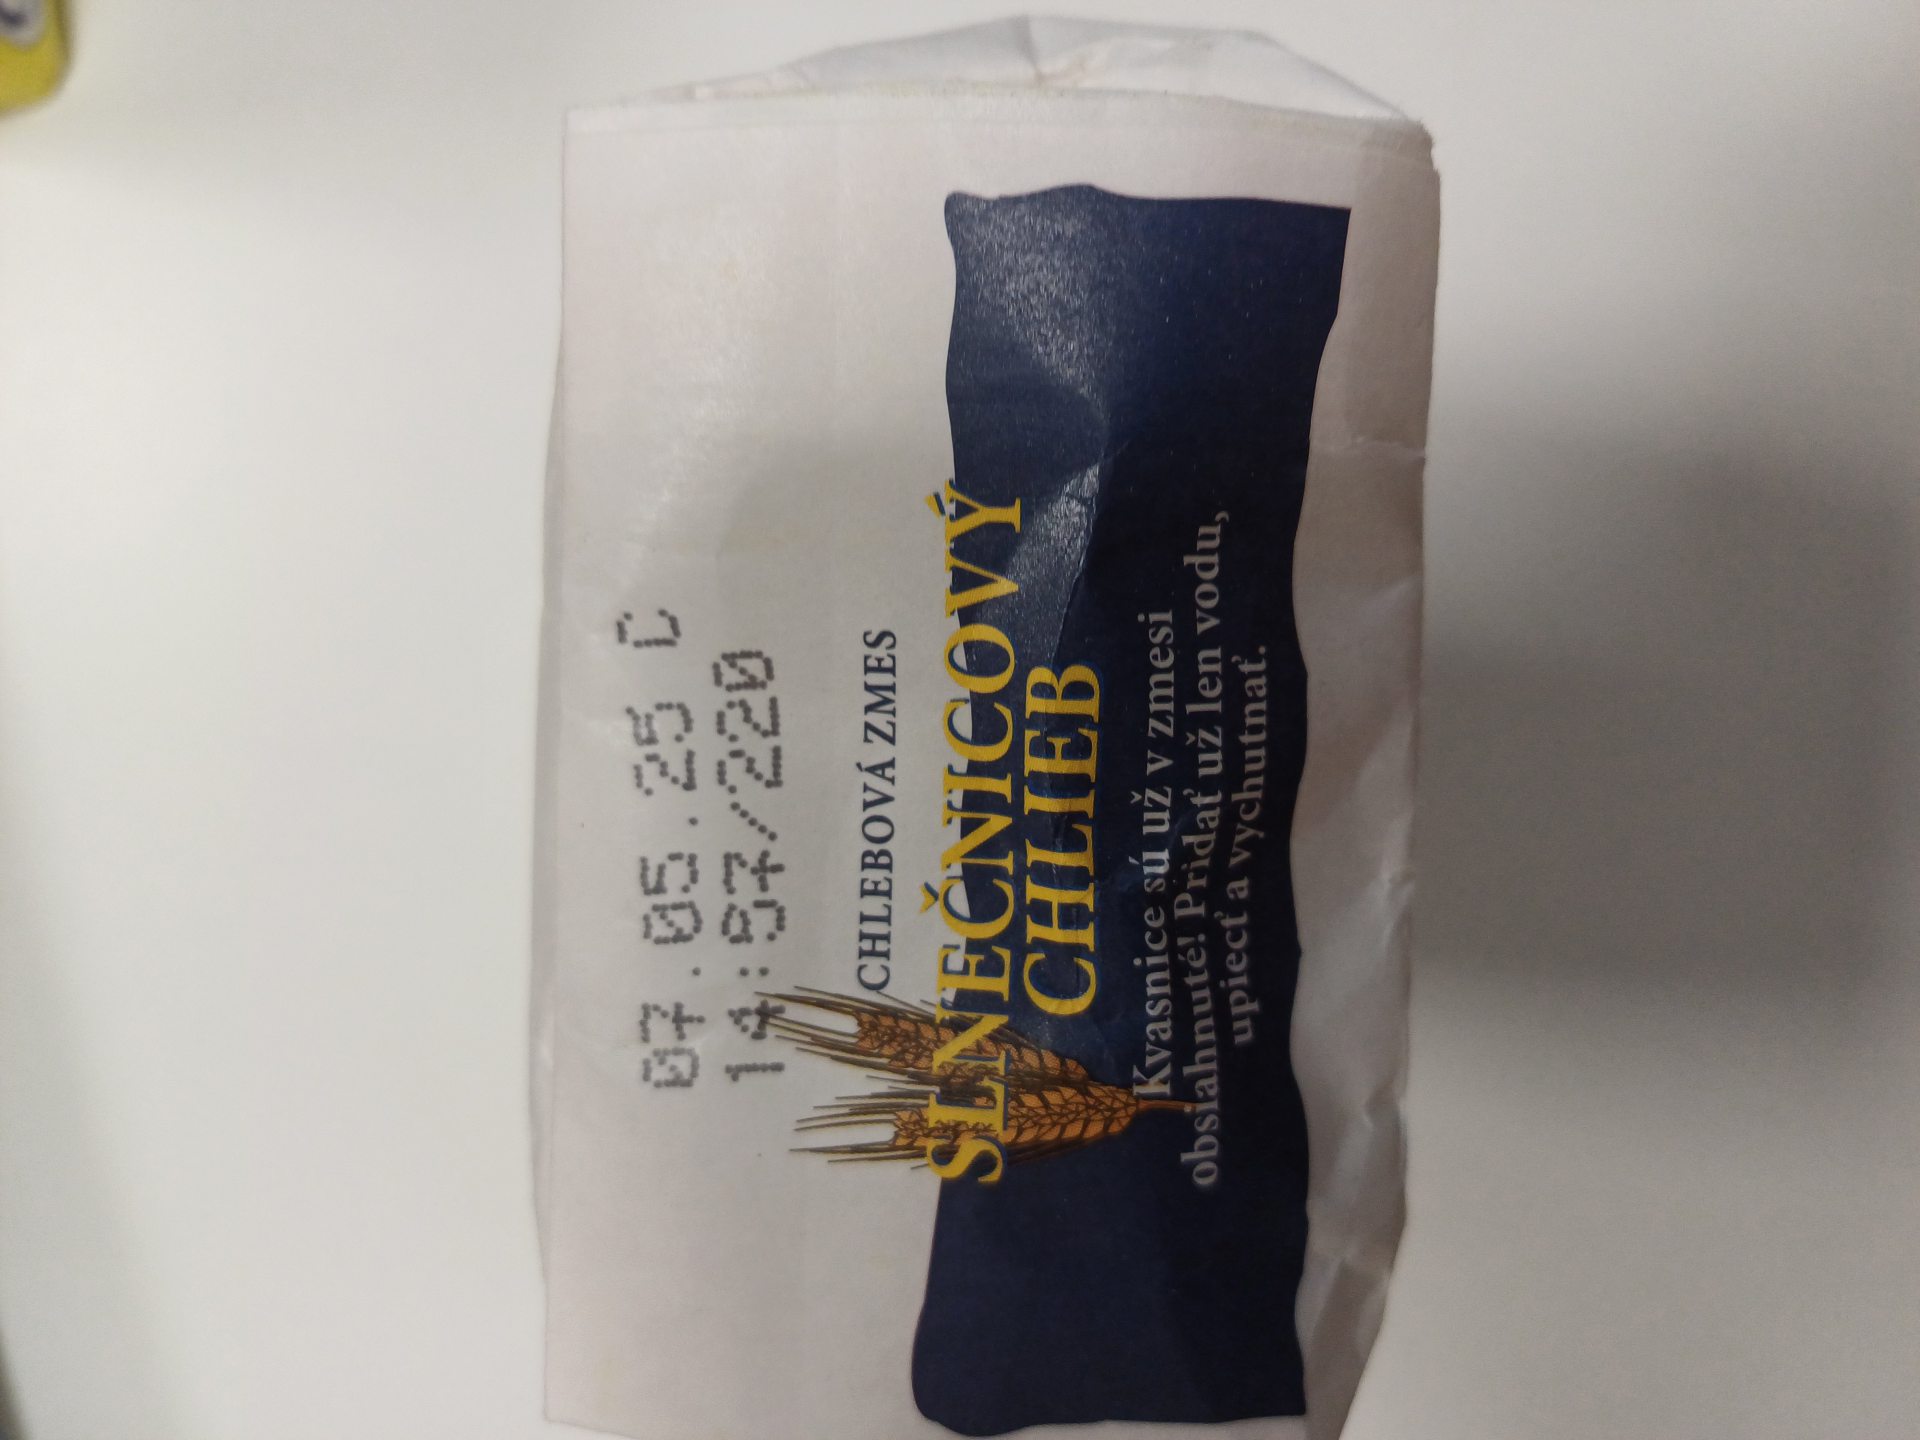 07.05.25 C
14:57/220
CHLEBOVÁ ZMES
SLNEČNICOVÝ
CHLIEB
Kvasnice sú už v zmesi
obsiahnuté! Pridať už len vodu,
upiecť a vychutnať.